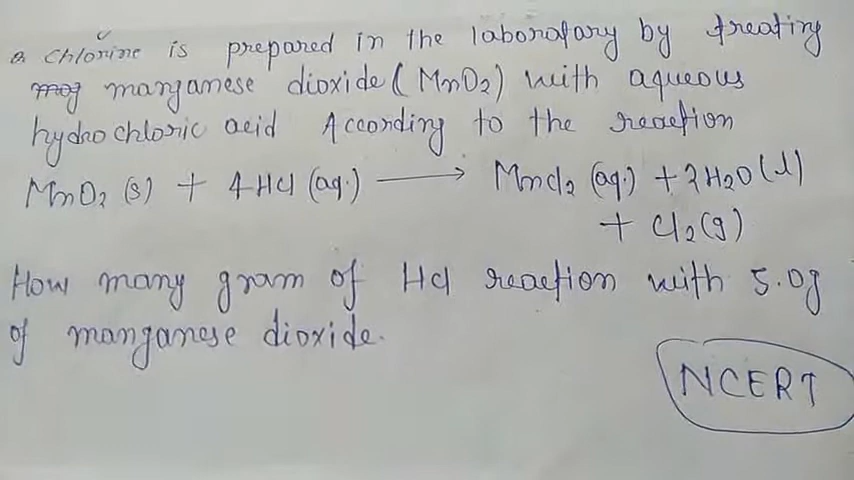 Q. Chlorine is prepared in the laboratary by treating
manganese dioxide (MnO2) with aqueous
hydrochloric acid According to the reaction
MnO2 (s) + 4HCl (aq.) ⟶ MnCl2 (aq.) + 2H2O (l)
+ Cl2(g)
How many gram of HCl reaction with 5.0g
of manganese dioxide.
NCERT